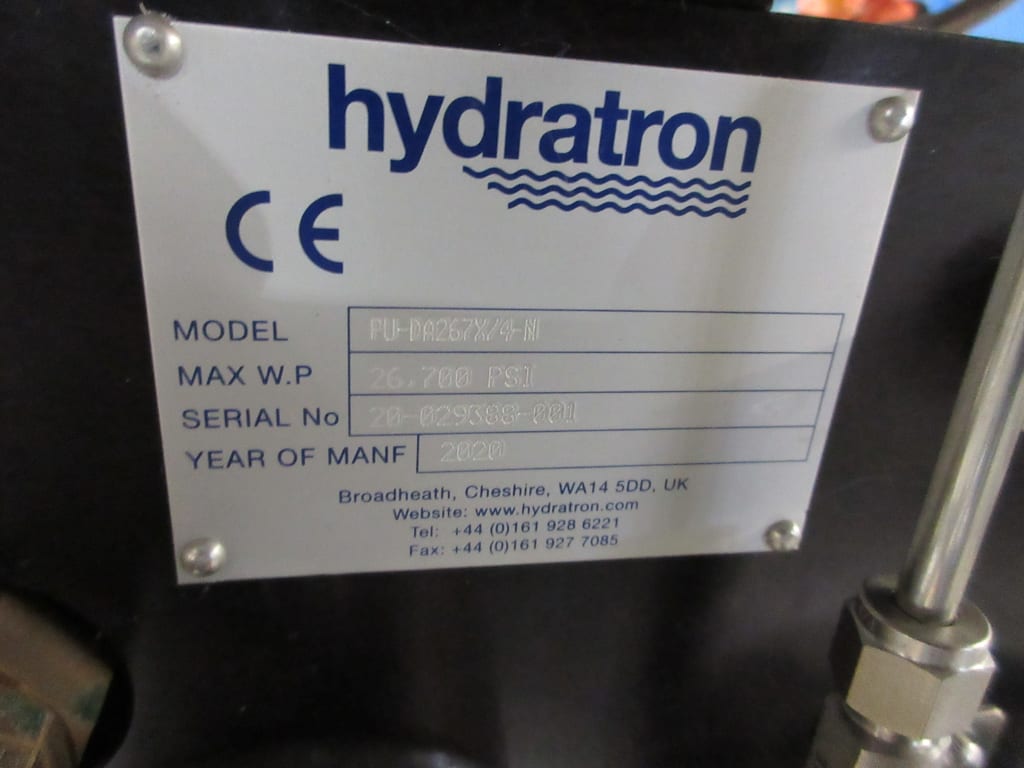 hydratron
CE
MODEL PU-DA267X/4-N
MAX W.P 26,700 PSI
SERIAL No 20-029388-001
YEAR OF MANF 2020
Broadheath, Cheshire, WA14 5DD, UK
Website: www.hydratron.com
Tel: +44 (0)161 928 6221
Fax: +44 (0)161 927 7085